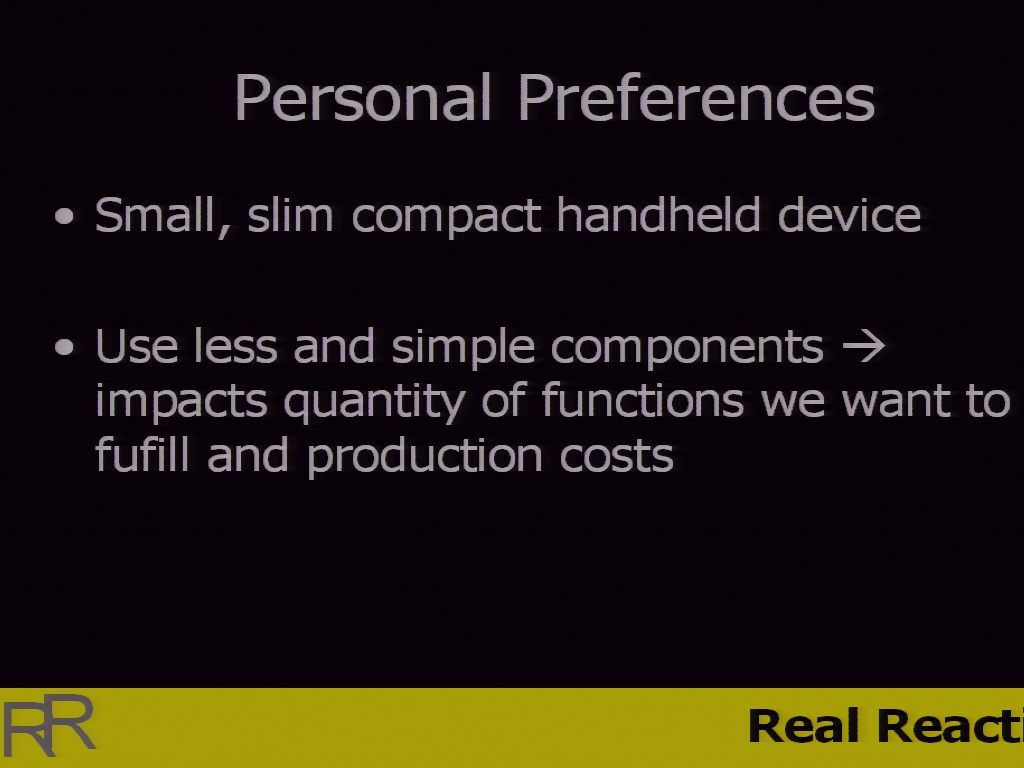 Personal Preferences
• Small, slim compact handheld device
• Use less and simple components →
impacts quantity of functions we want to
fufill and production costs
RR
Real Reacti